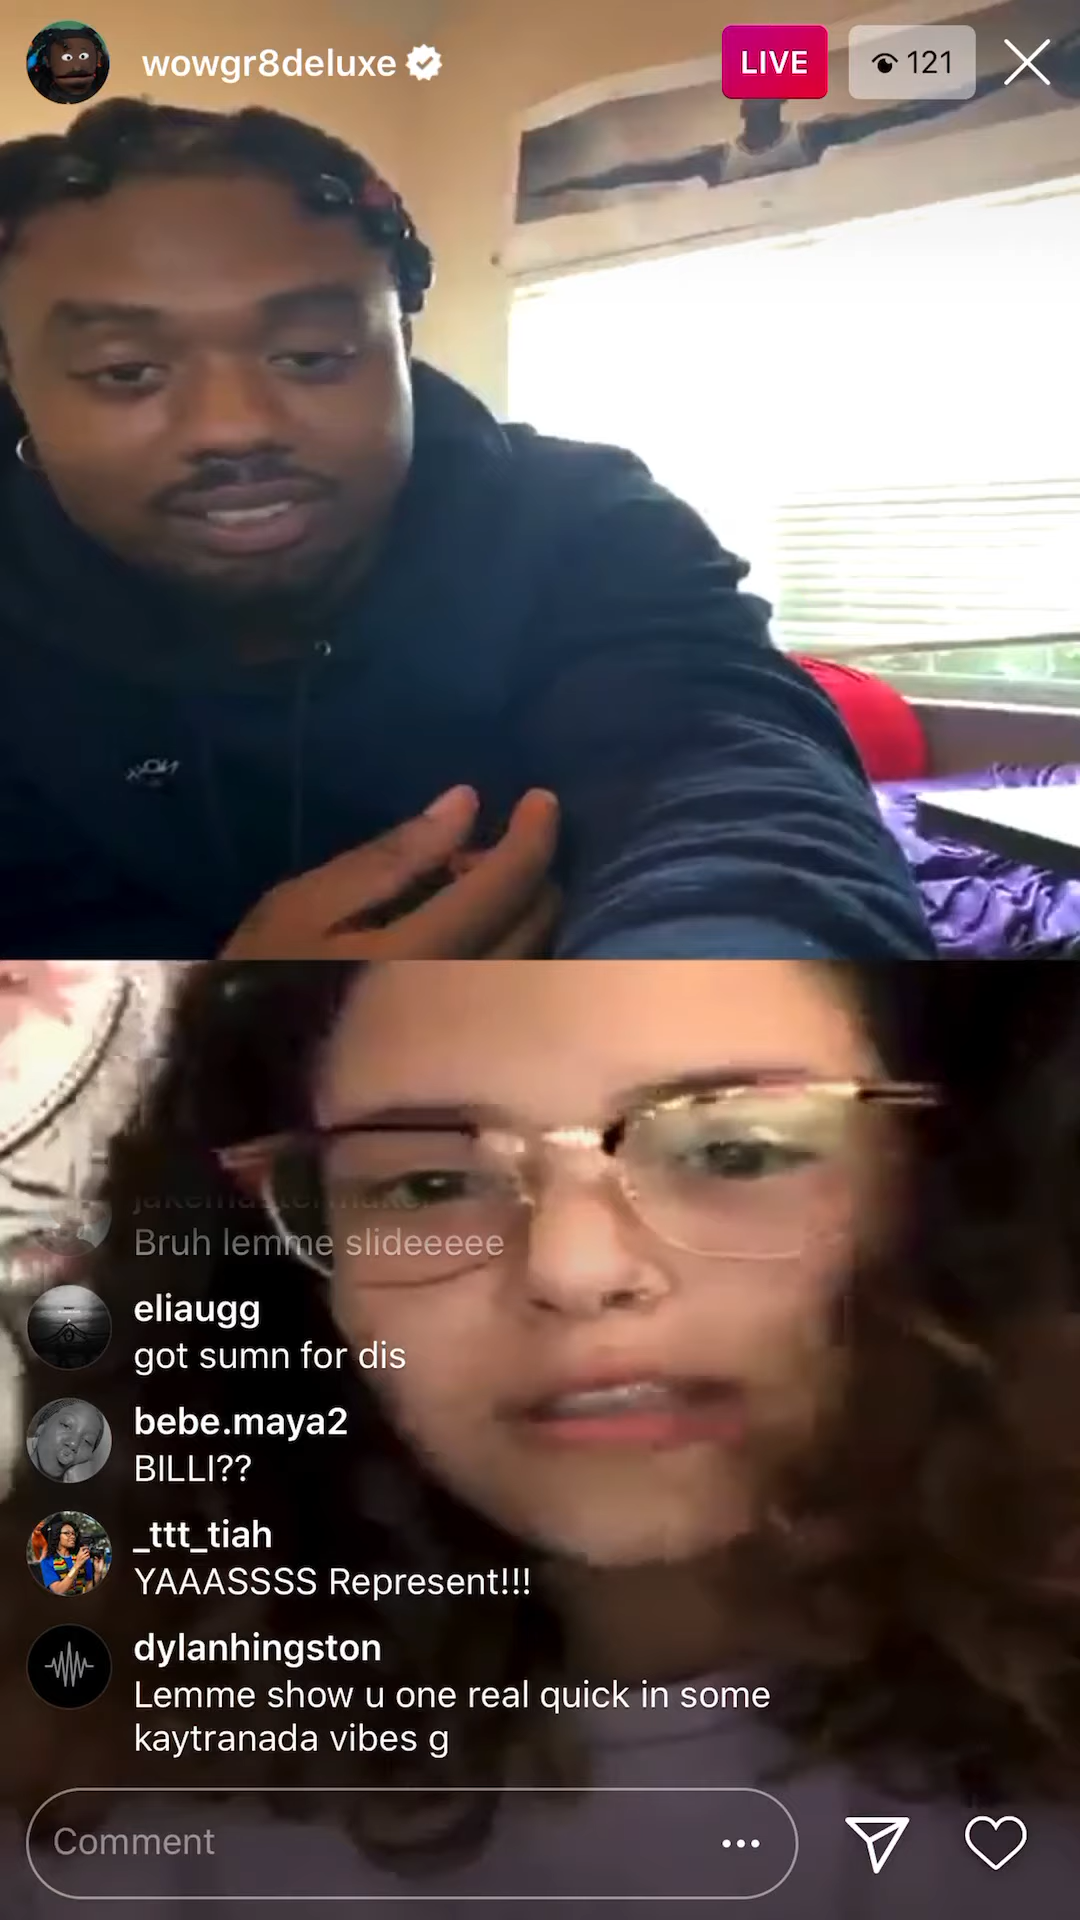 wowgr8deluxe
LIVE
121
Bruh lemme slideeeee
eliaugg
got sumn for dis
bebe.maya2
BILLI??
_ttt_tiah
YAAASSSS Represent!!!
dylanhingston
Lemme show u one real quick in some
kaytranada vibes g
Comment